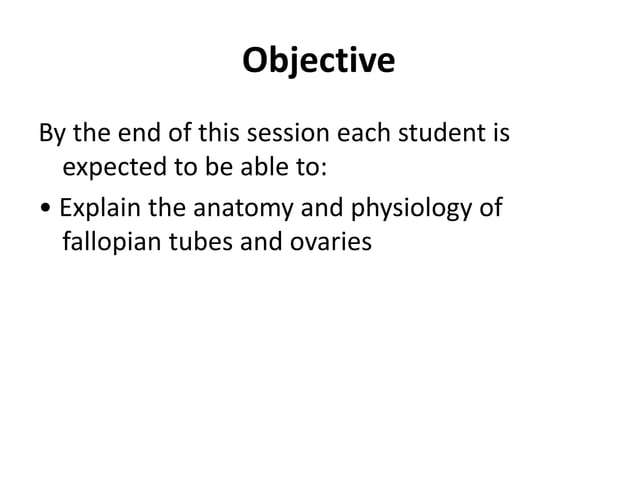 Objective
By the end of this session each student is
expected to be able to:
• Explain the anatomy and physiology of
fallopian tubes and ovaries